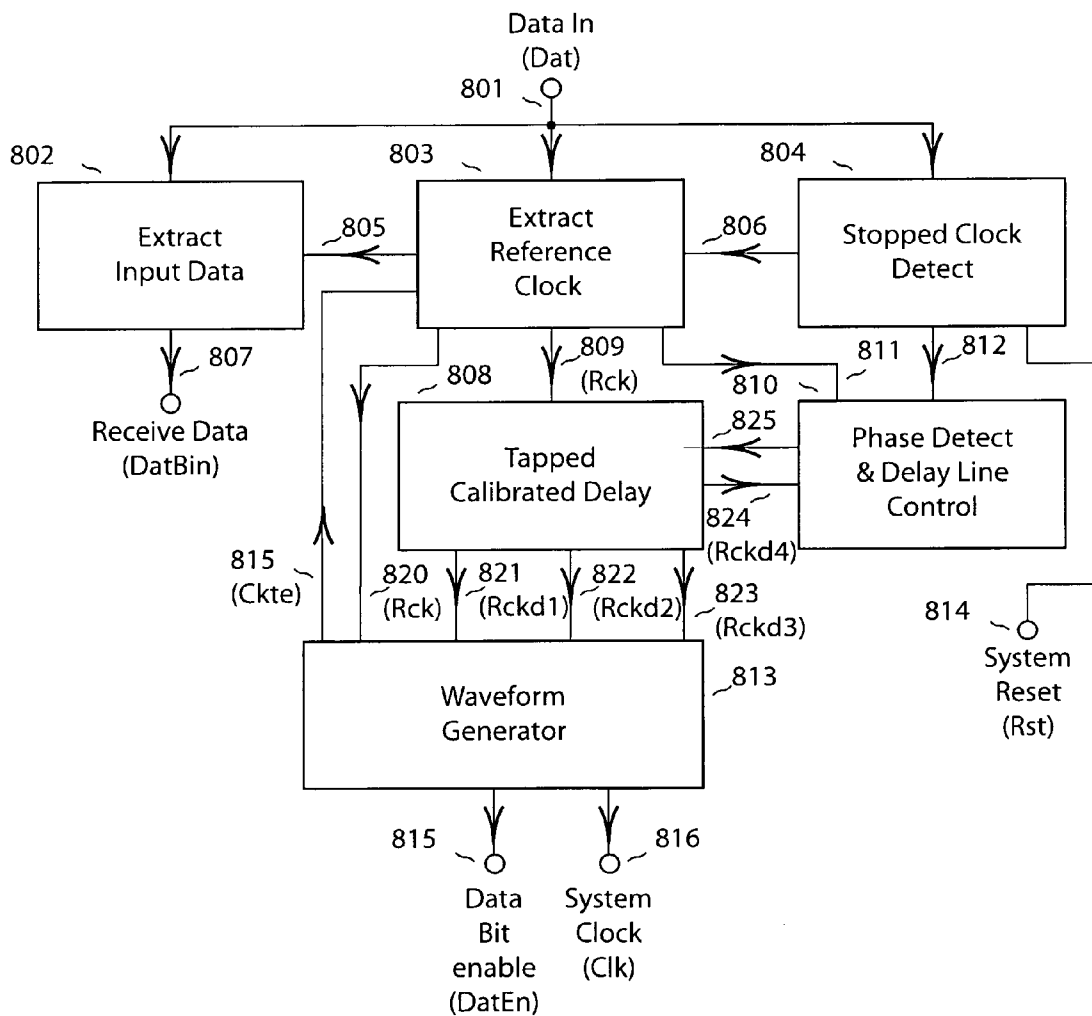 Data In
(Dat)
801
802
803
804
Extract
Input Data
805
Extract
Reference
Clock
806
Stopped Clock
Detect
807
Receive Data
(DatBin)
808
809
(Rck)
810
811
812
825
Tapped
Calibrated Delay
Phase Detect
& Delay Line
Control
824
(Rckd4)
815
(Ckte)
820
(Rck)
821
(Rckd1)
822
(Rckd2)
823
(Rckd3)
814
System
Reset
(Rst)
Waveform
Generator
813
815
816
Data
Bit
enable
(DatEn)
System
Clock
(Clk)